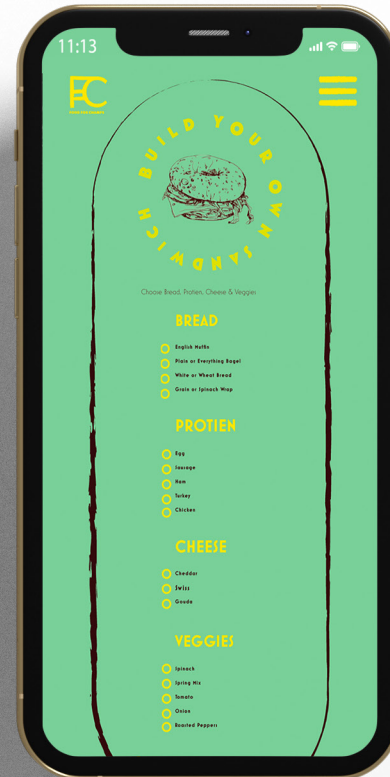 11:13
FC
BUILD YOUR OWN SANDWICH
Choose Bread, Protien, Cheese & Veggies
BREAD
English Muffin
Plain or Everything Bagel
White or Wheat Bread
Grain or Spinach Wrap
PROTIEN
Egg
Sausage
Ham
Turkey
Chicken
CHEESE
Cheddar
Swiss
Gouda
VEGGIES
Spinach
Spring Mix
Tomato
Onion
Roasted Peppers